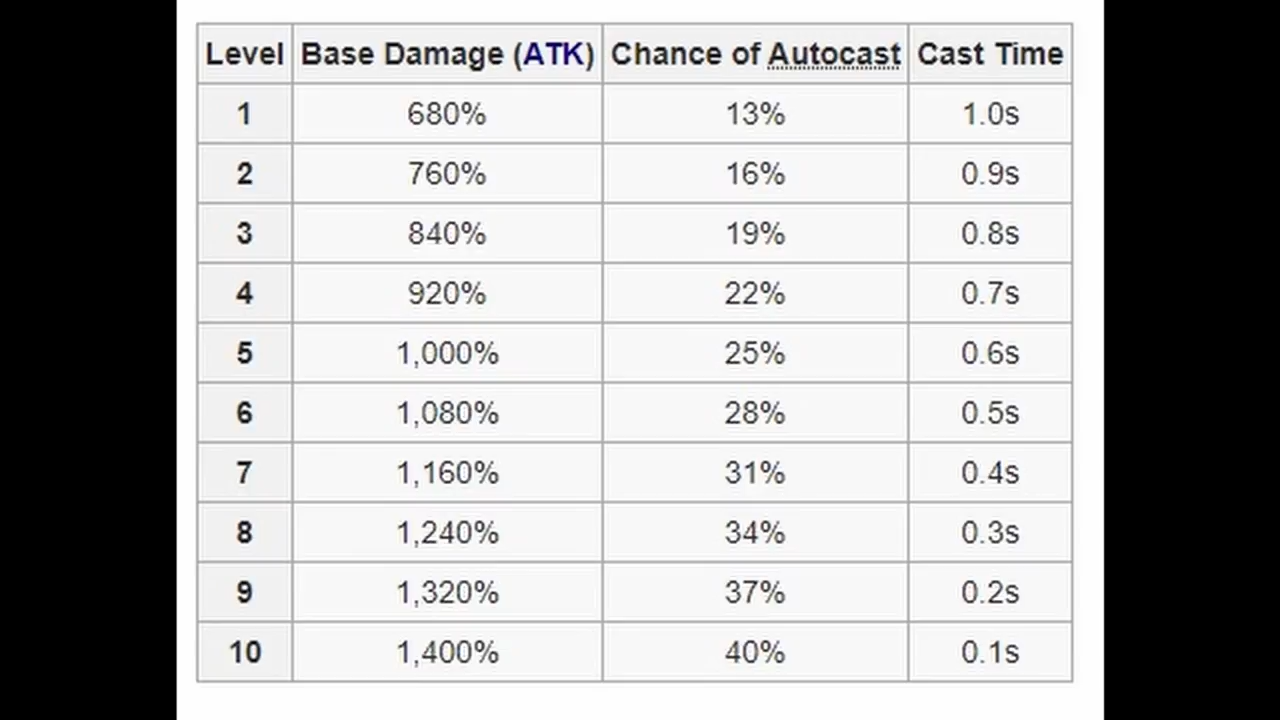 Level Base Damage (ATK) Chance of Autocast Cast Time
1 680% 13% 1.0s
2 760% 16% 0.9s
3 840% 19% 0.8s
4 920% 22% 0.7s
5 1,000% 25% 0.6s
6 1,080% 28% 0.5s
7 1,160% 31% 0.4s
8 1,240% 34% 0.3s
9 1,320% 37% 0.2s
10 1,400% 40% 0.1s